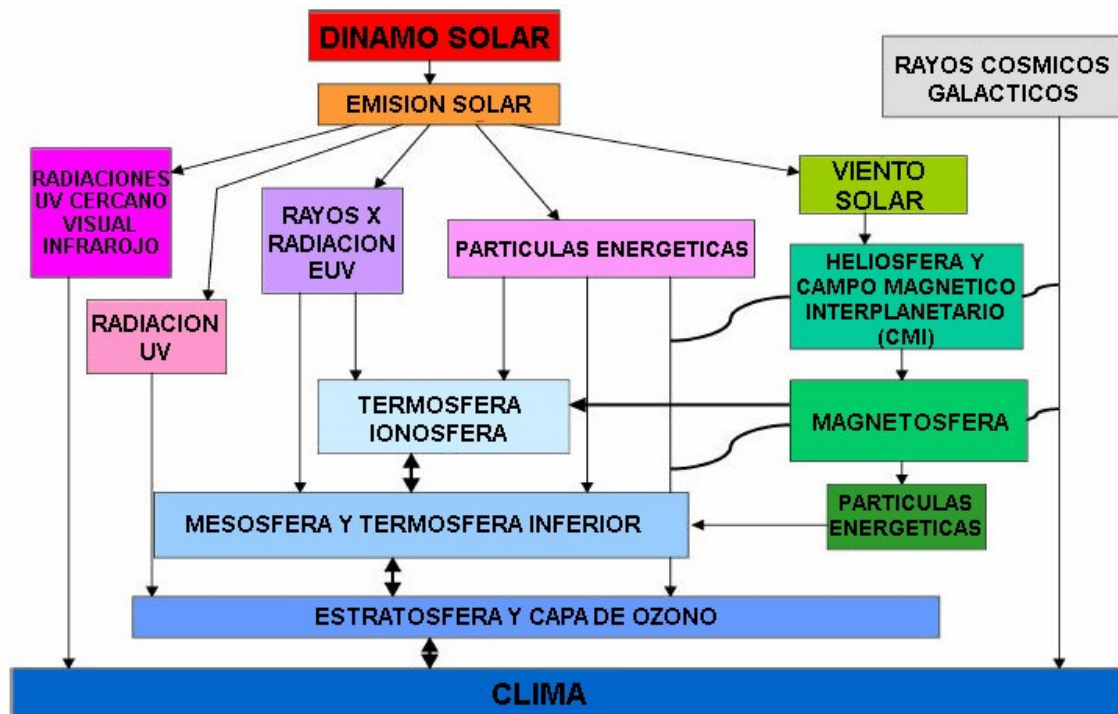 DINAMO SOLAR
RAYOS COSMICOS
GALACTICOS
EMISION SOLAR
RADIACIONES
UV CERCANO
VISUAL
INFRAROJO
VIENTO
SOLAR
RAYOS X
RADIACION
EUV
PARTICULAS ENERGETICAS
HELIOSFERA Y
CAMPO MAGNETICO
INTERPLANETARIO
(CMI)
RADIACION
UV
TERMOSFERA
IONOSFERA
MAGNETOSFERA
PARTICULAS
ENERGETICAS
MESOSFERA Y TERMOSFERA INFERIOR
ESTRATOSFERA Y CAPA DE OZONO
CLIMA